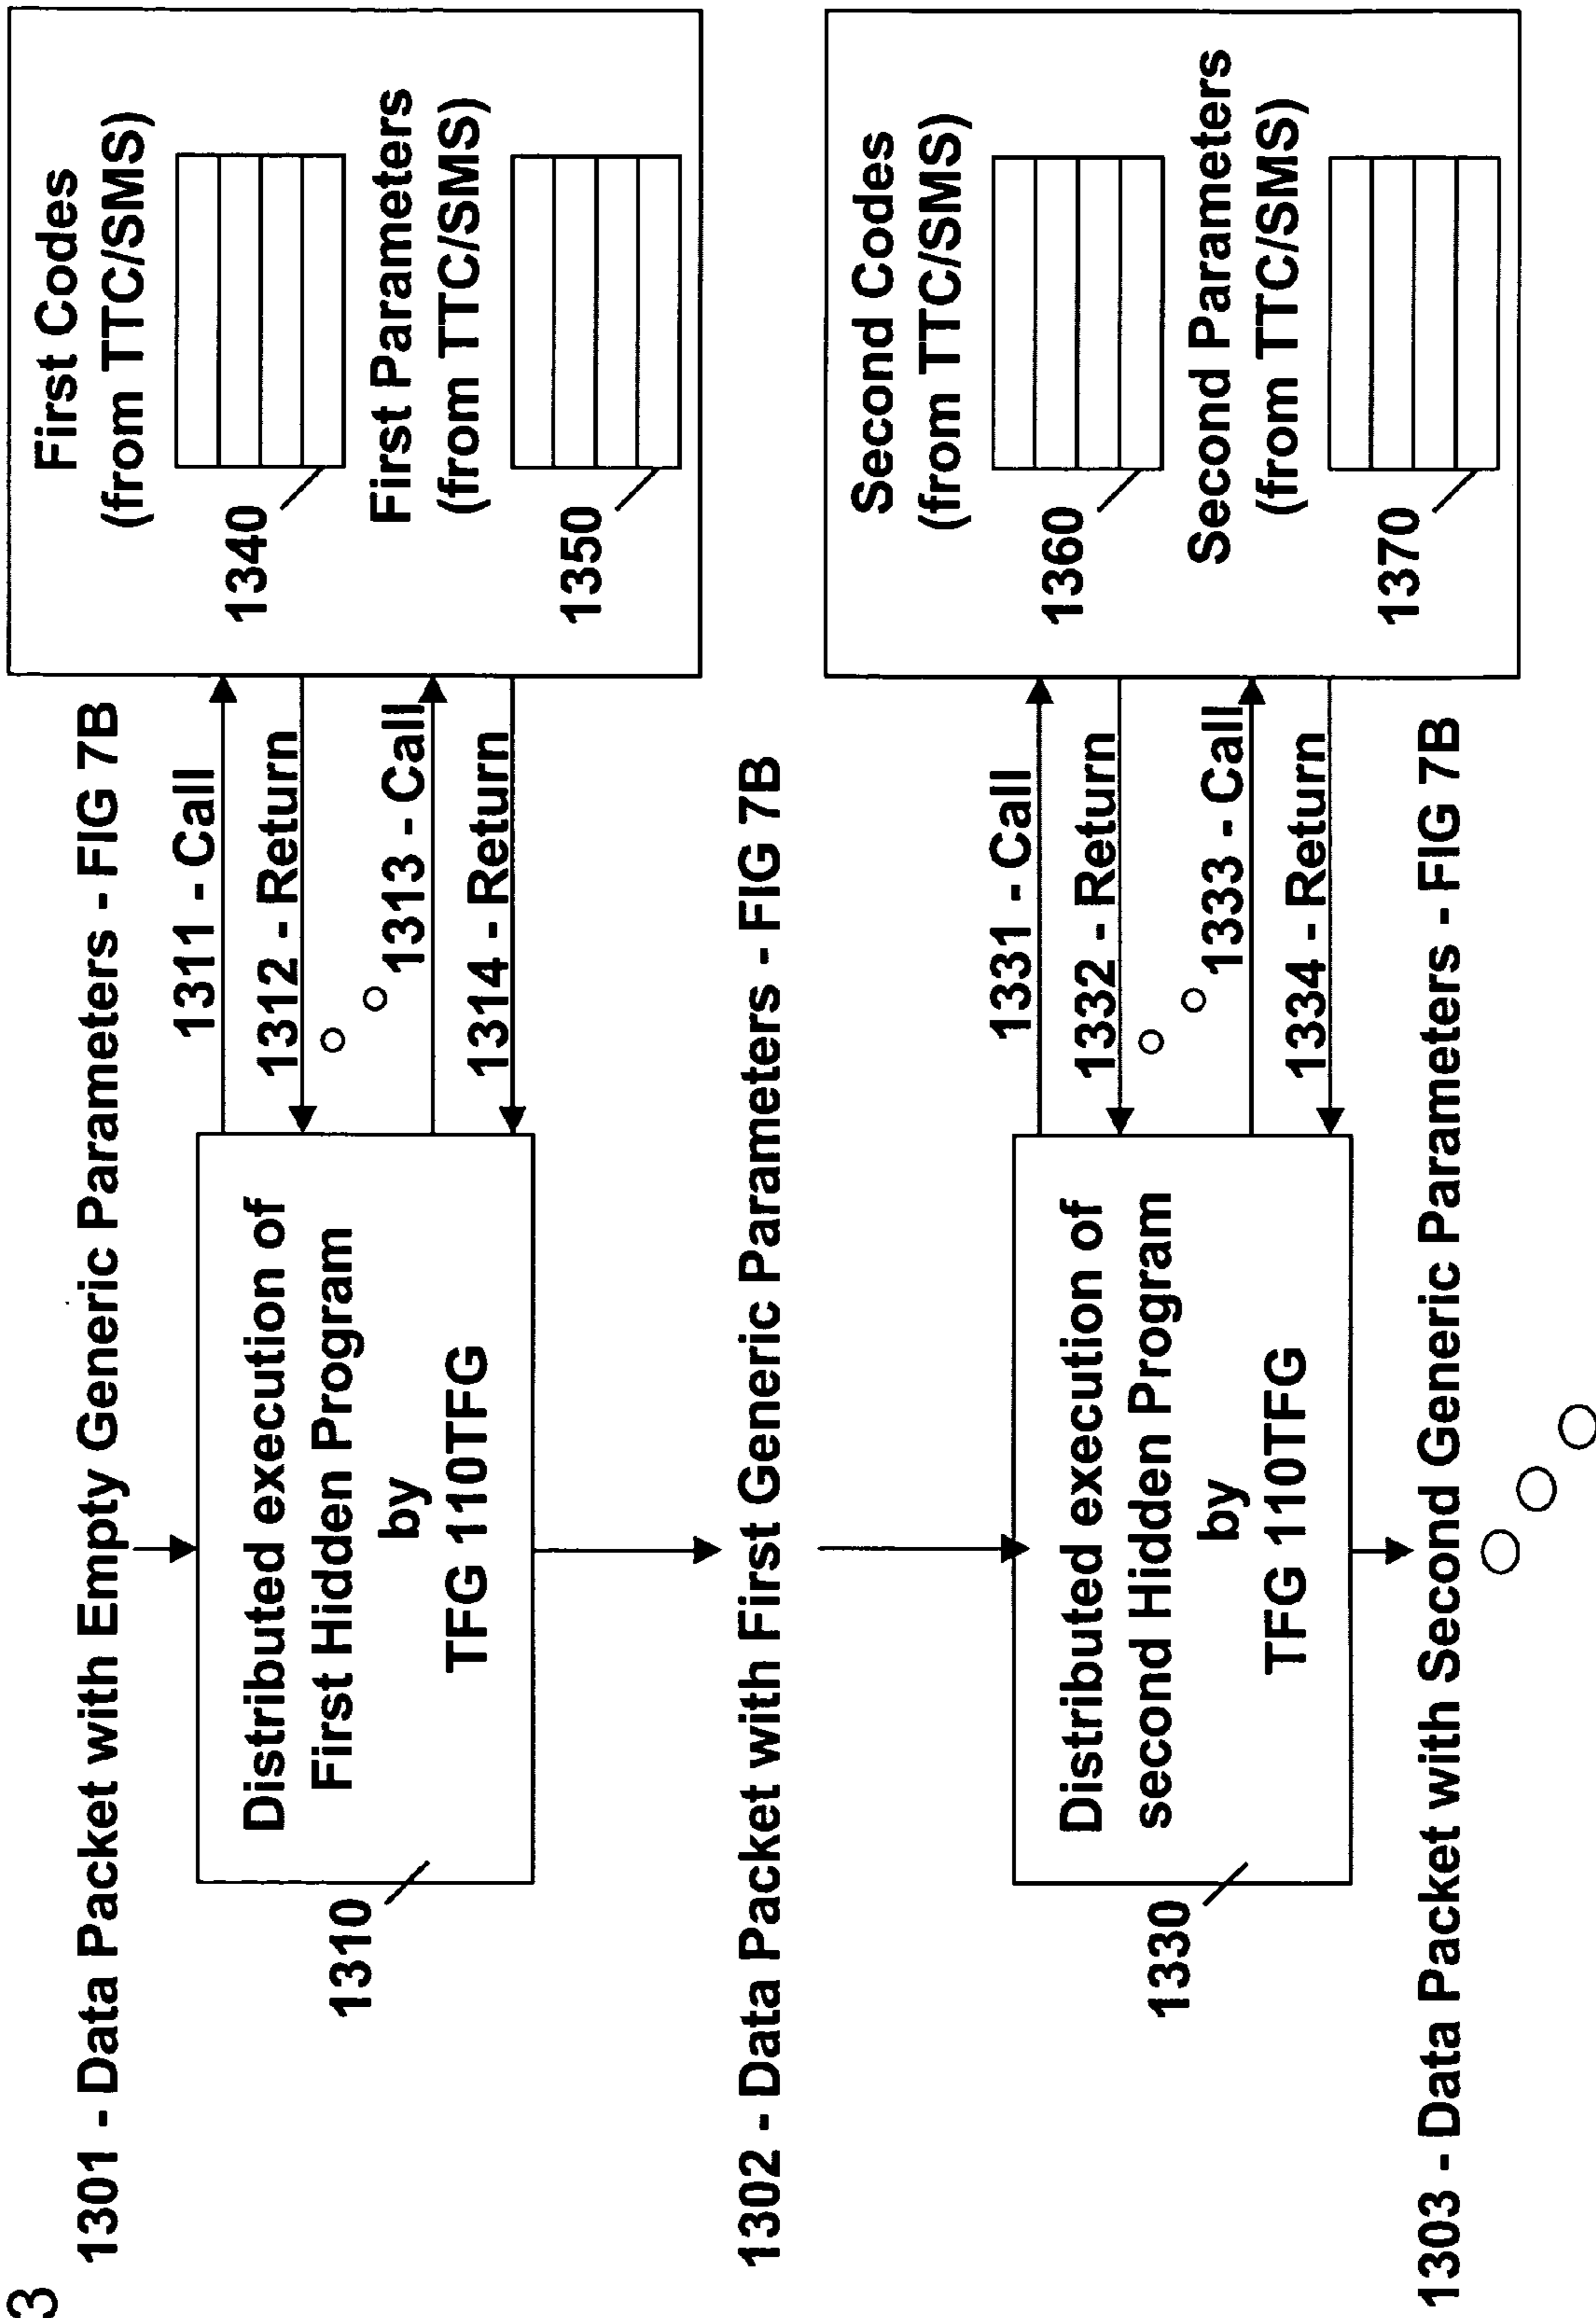 3
1301 - Data Packet with Empty Generic Parameters - FIG 7B
Distributed execution of
First Hidden Program
by
TFG 110TFG
1310
1311 - Call
1312 - Return
1313 - Call
1314 - Return
First Codes
(from TTC/SMS)
1340
First Parameters
(from TTC/SMS)
1350
1302 - Data Packet with First Generic Parameters - FIG 7B
Distributed execution of
second Hidden Program
by
TFG 110TFG
1330
1331 - Call
1332 - Return
1333 - Call
1334 - Return
Second Codes
(from TTC/SMS)
1360
Second Parameters
(from TTC/SMS)
1370
1303 - Data Packet with Second Generic Parameters - FIG 7B